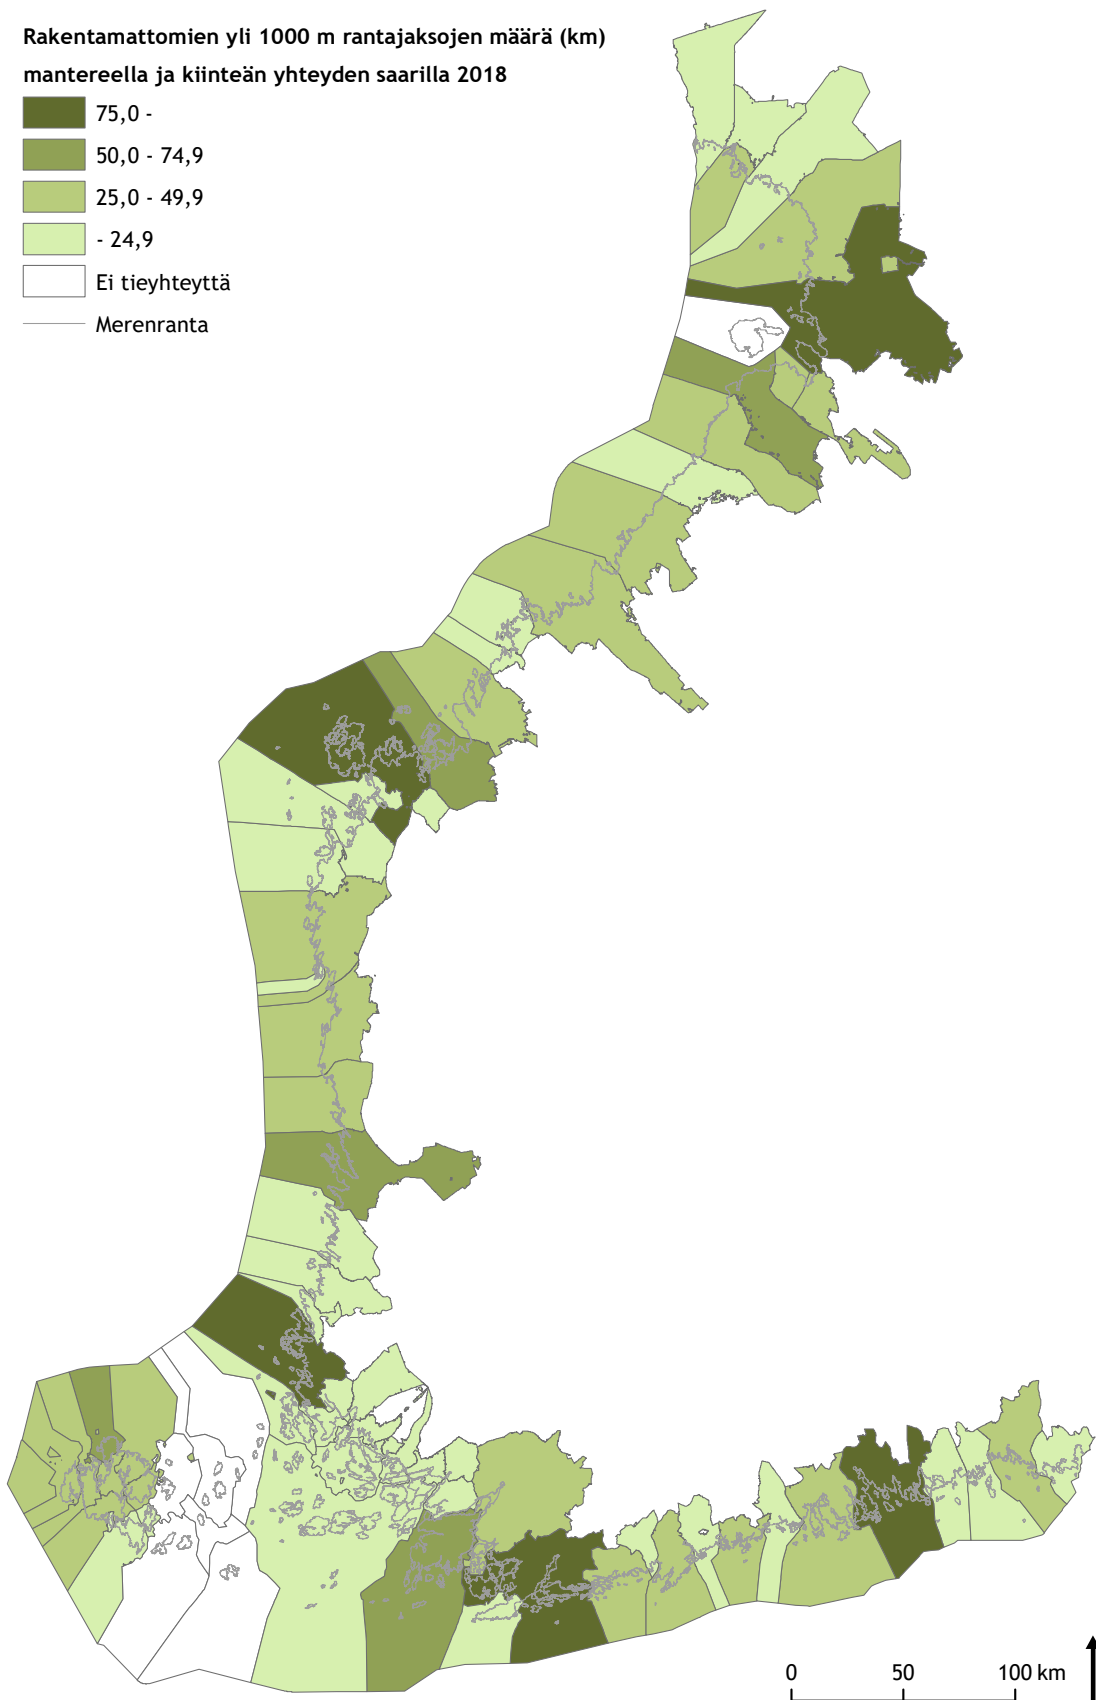 Rakentamattomien yli 1000 m rantajaksojen määrä (km)
mantereella ja kiinteän yhteyden saarilla 2018
75,0 -
50,0 - 74,9
25,0 - 49,9
- 24,9
Ei tieyhteyttä
Merenranta
0 50 100 km